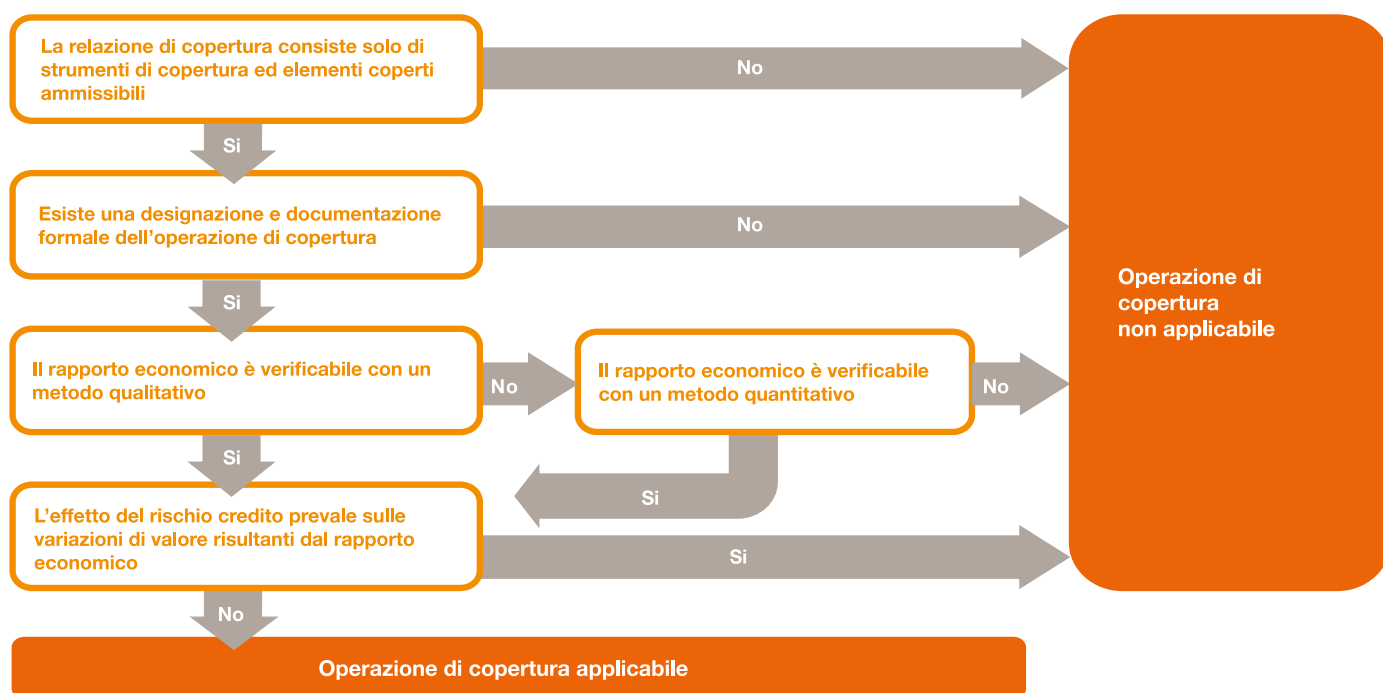 La relazione di copertura consiste solo di
strumenti di copertura ed elementi coperti
ammissibili
No
Si
Esiste una designazione e documentazione
formale dell'operazione di copertura
No
Operazione di
copertura
non applicabile
Si
Il rapporto economico è verificabile con un
metodo qualitativo
No
Il rapporto economico è verificabile
con un metodo quantitativo
No
Si
Si
L'effetto del rischio credito prevale sulle
variazioni di valore risultanti dal rapporto
economico
Si
No
Operazione di copertura applicabile